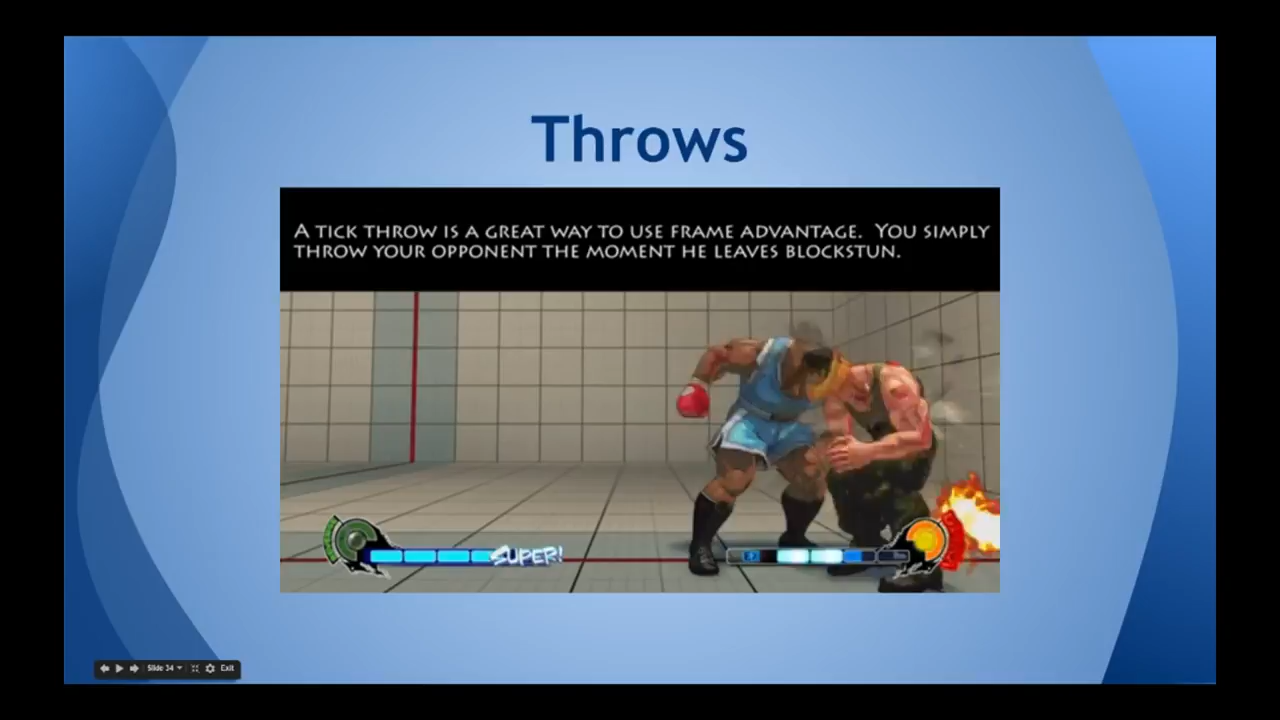 Throws
A TICK THROW IS A GREAT WAY TO USE FRAME ADVANTAGE. YOU SIMPLY
THROW YOUR OPPONENT THE MOMENT HE LEAVES BLOCKSTUN.
SUPER!
Slide 34
Exit